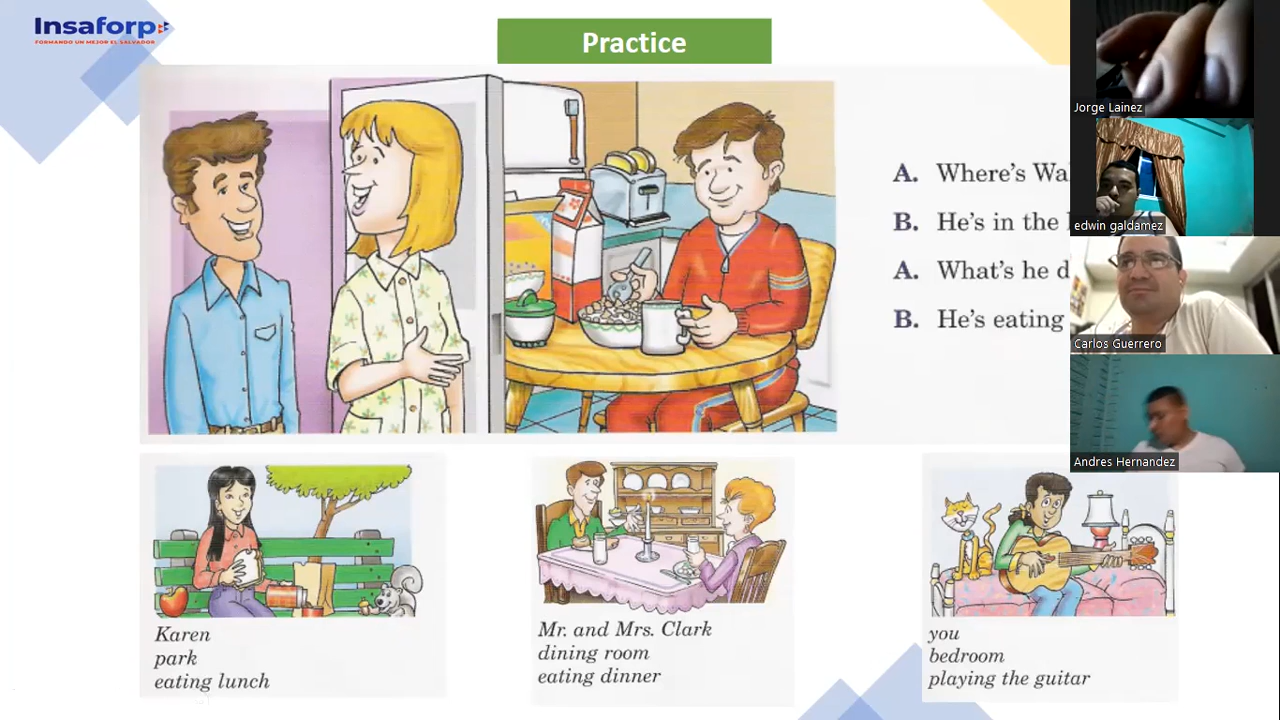 Insaforp
FORMANDO UN MEJOR EL SALVADOR
Practice
A. Where's
B. He's in the
A. What's he
B. He's eating
Karen
park
eating lunch
Mr. and Mrs. Clark
dining room
eating dinner
you
bedroom
playing the guitar
Jorge Lainez
edwin galdamez
Carlos Guerrero
Andres Hernandez